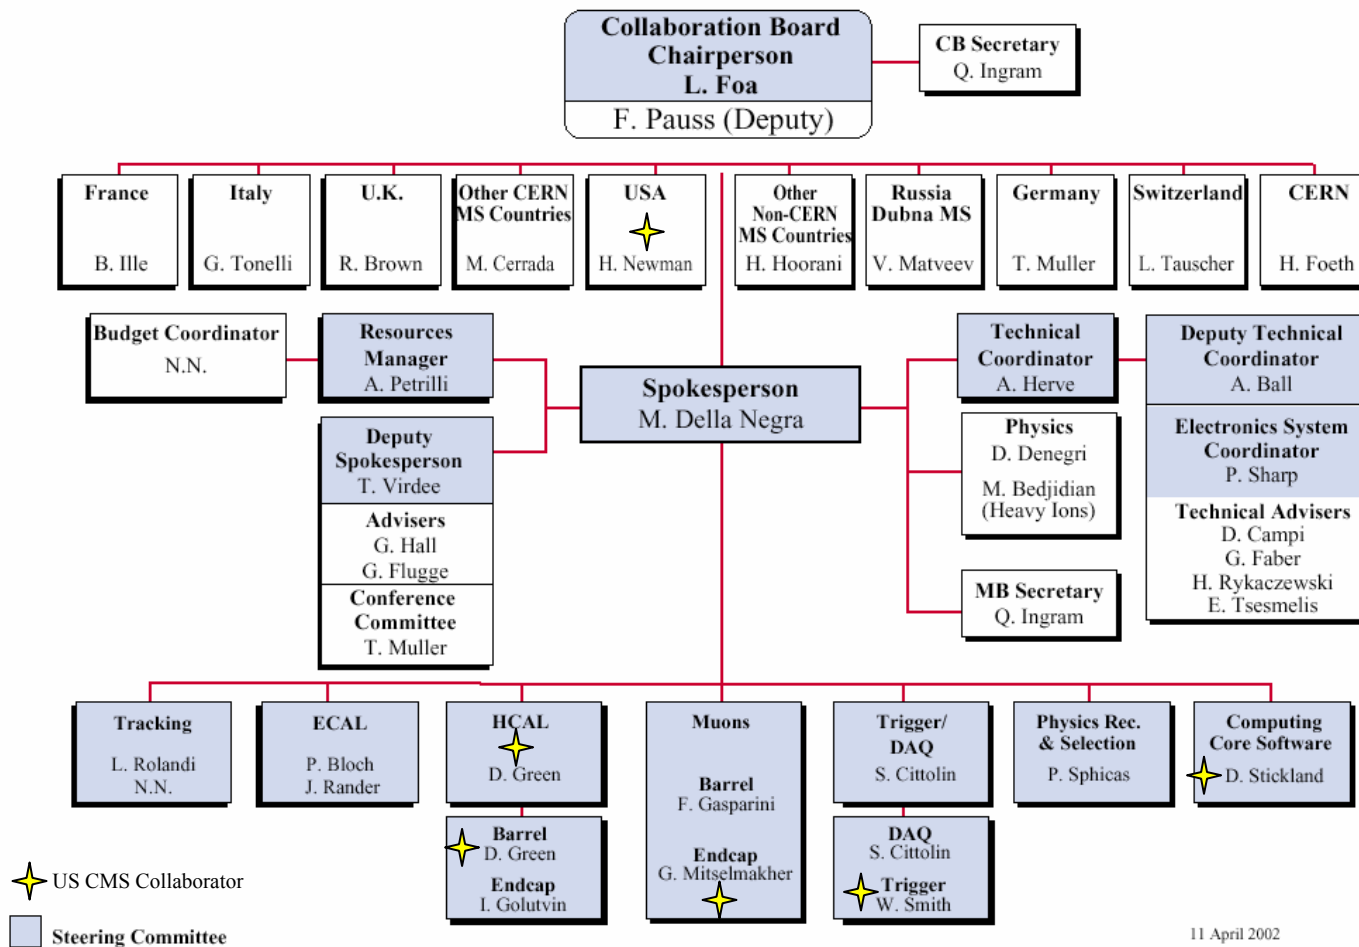 Collaboration Board
Chairperson
L. Foa
F. Pauss (Deputy)
CB Secretary
Q. Ingram
France
B. Ille
Italy
G. Tonelli
U.K.
R. Brown
Other CERN
MS Countries
M. Cerrada
USA
H. Newman
Other
Non-CERN
MS Countries
H. Hoorani
Russia
Dubna MS
V. Matveev
Germany
T. Muller
Switzerland
L. Tauscher
CERN
H. Foeth
Budget Coordinator
N.N.
Resources
Manager
A. Petrilli
Spokesperson
M. Della Negra
Technical
Coordinator
A. Herve
Deputy Technical
Coordinator
A. Ball
Deputy
Spokesperson
T. Virdee
Advisers
G. Hall
G. Flugge
Conference
Committee
T. Muller
Physics
D. Denegri
M. Bedjidian
(Heavy Ions)
MB Secretary
Q. Ingram
Electronics System
Coordinator
P. Sharp
Technical Advisers
D. Campi
G. Faber
H. Rykaczewski
E. Tsesmelis
Tracking
L. Rolandi
N.N.
ECAL
P. Bloch
J. Rander
HCAL
D. Green
Barrel
D. Green
Endcap
I. Golutvin
Muons
Barrel
F. Gasparini
Endcap
G. Mitselmakher
Trigger/
DAQ
S. Cittolin
DAQ
S. Cittolin
Trigger
W. Smith
Physics Rec.
& Selection
P. Sphicas
Computing
Core Software
D. Stickland
US CMS Collaborator
Steering Committee
11 April 2002